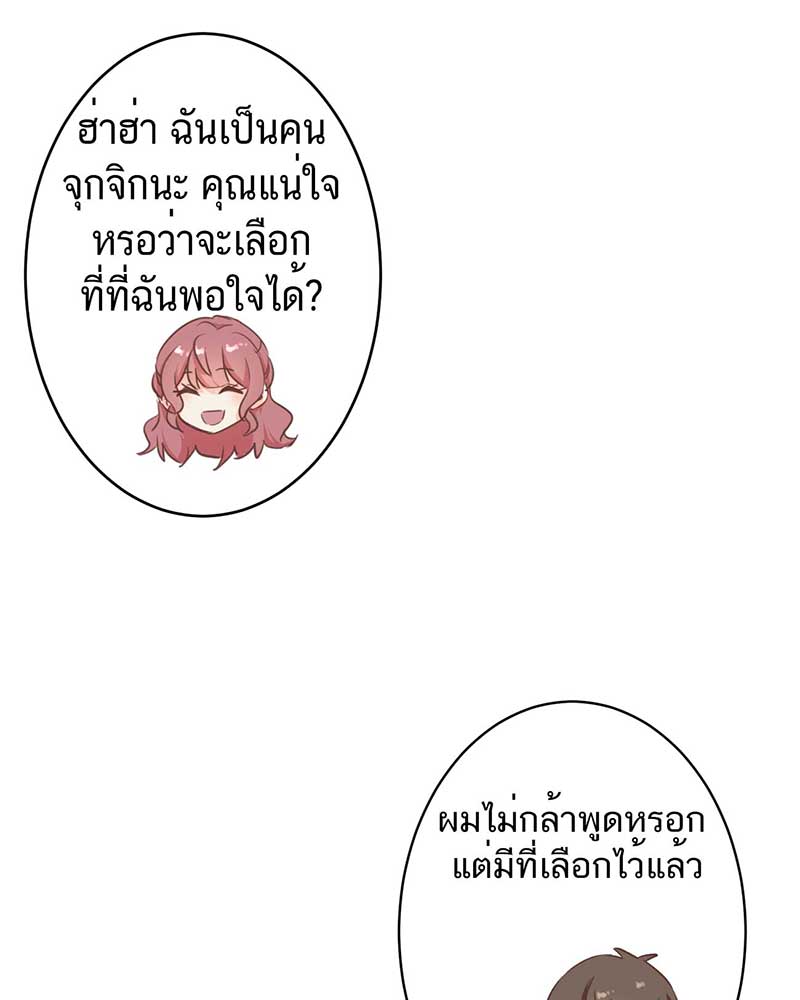 ฮ่าฮ่า ฉันเป็นคน
จุกจิกนะ คุณแน่ใจ
หรอว่าจะเลือก
ที่ที่ฉันพอใจได้?
ผมไม่กล้าพูดหรอก
แต่มีที่เลือกไว้แล้ว